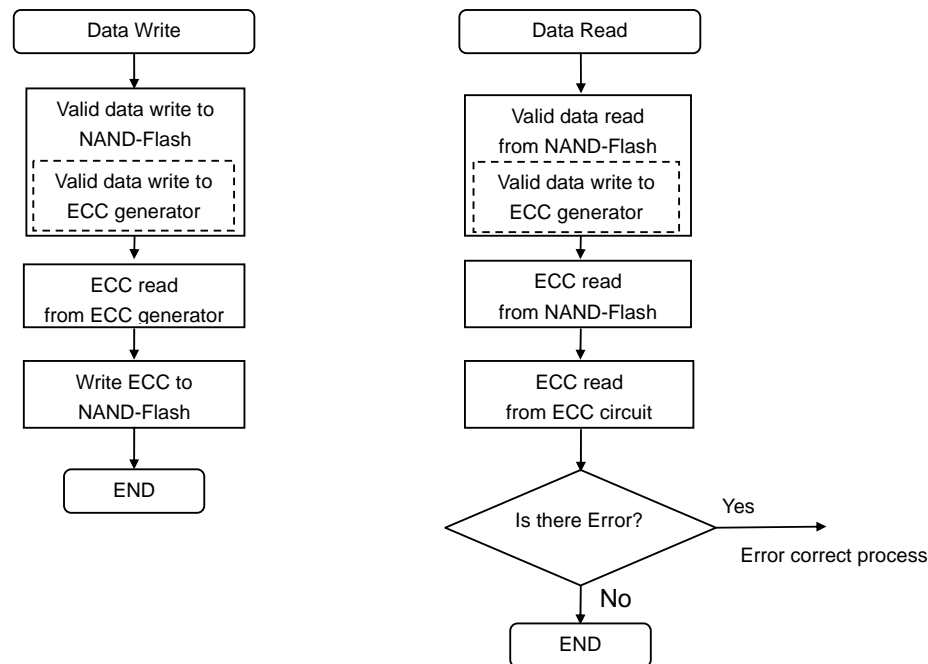 Data Write
Valid data write to
NAND-Flash
Valid data write to
ECC generator
ECC read
from ECC generator
Write ECC to
NAND-Flash
END
Data Read
Valid data read
from NAND-Flash
Valid data write to
ECC generator
ECC read
from NAND-Flash
ECC read
from ECC circuit
Is there Error?
Yes
Error correct process
No
END